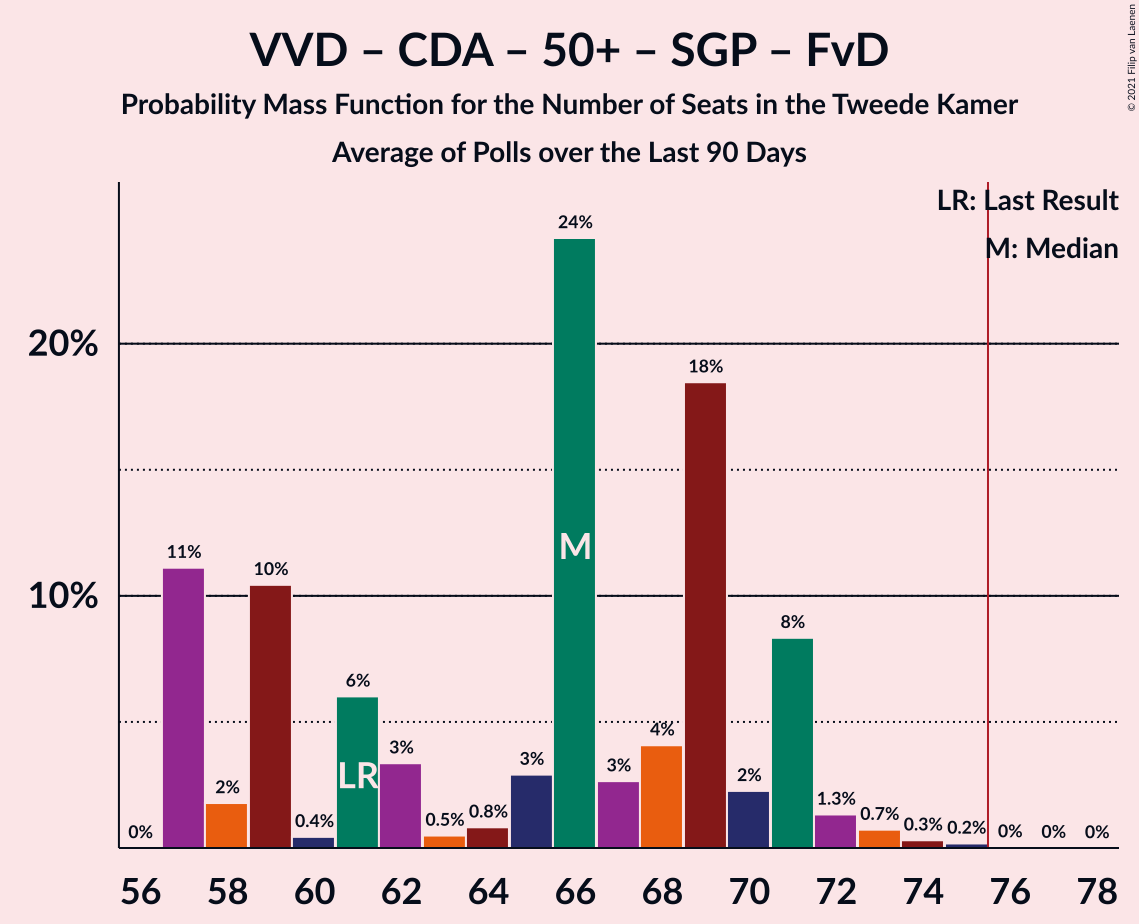 VVD – CDA – 50+ – SGP – FvD
Probability Mass Function for the Number of Seats in the Tweede Kamer
Average of Polls over the Last 90 Days
© 2021 Filip van Laenen
LR: Last Result
M: Median
24%
20%
18%
11%
10%
10%
8%
6%
4%
3%
3%
3%
2%
2%
1.3%
0.8%
0.7%
0.5%
0.4%
0.3%
0.2%
0%
0%
0%
0%
M
LR
56 58 60 62 64 66 68 70 72 74 76 78